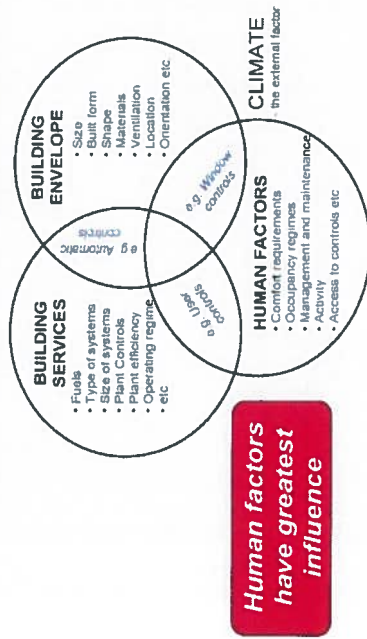 BUILDING
SERVICES
• Fuels
• Type of systems
• Size of systems
• Plant Controls
• Plant efficiency
• Operating regime
• etc
e.g. Automatic
controls
BUILDING
ENVELOPE
• Size
• Built form
• Shape
• Materials
• Ventilation
• Location
• Orientation etc
e.g. User
controls
e.g. Window
controls
HUMAN FACTORS
• Comfort requirements
• Occupancy regimes
• Management and maintenance
• Activity
• Access to controls etc
CLIMATE
- the external factor
Human factors
have greatest
influence